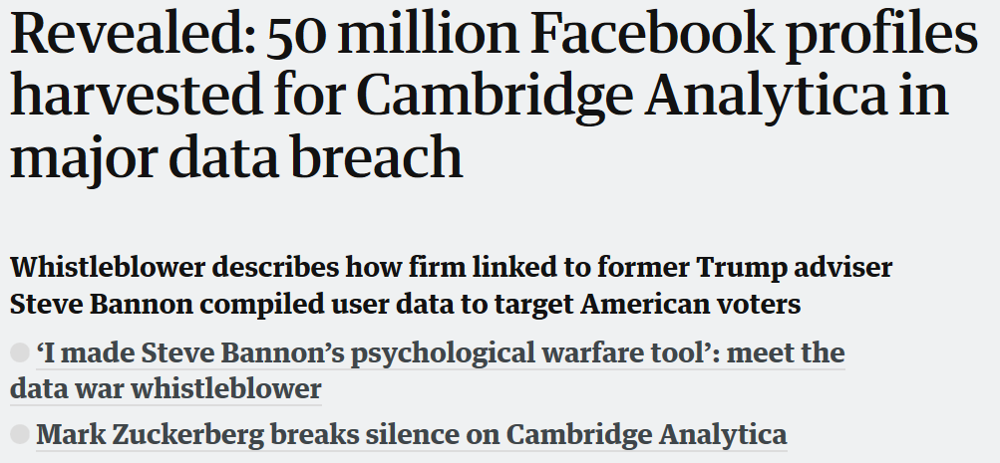 Revealed: 50 million Facebook profiles
harvested for Cambridge Analytica in
major data breach
Whistleblower describes how firm linked to former Trump adviser
Steve Bannon compiled user data to target American voters
‘I made Steve Bannon’s psychological warfare tool’: meet the
data war whistleblower
Mark Zuckerberg breaks silence on Cambridge Analytica